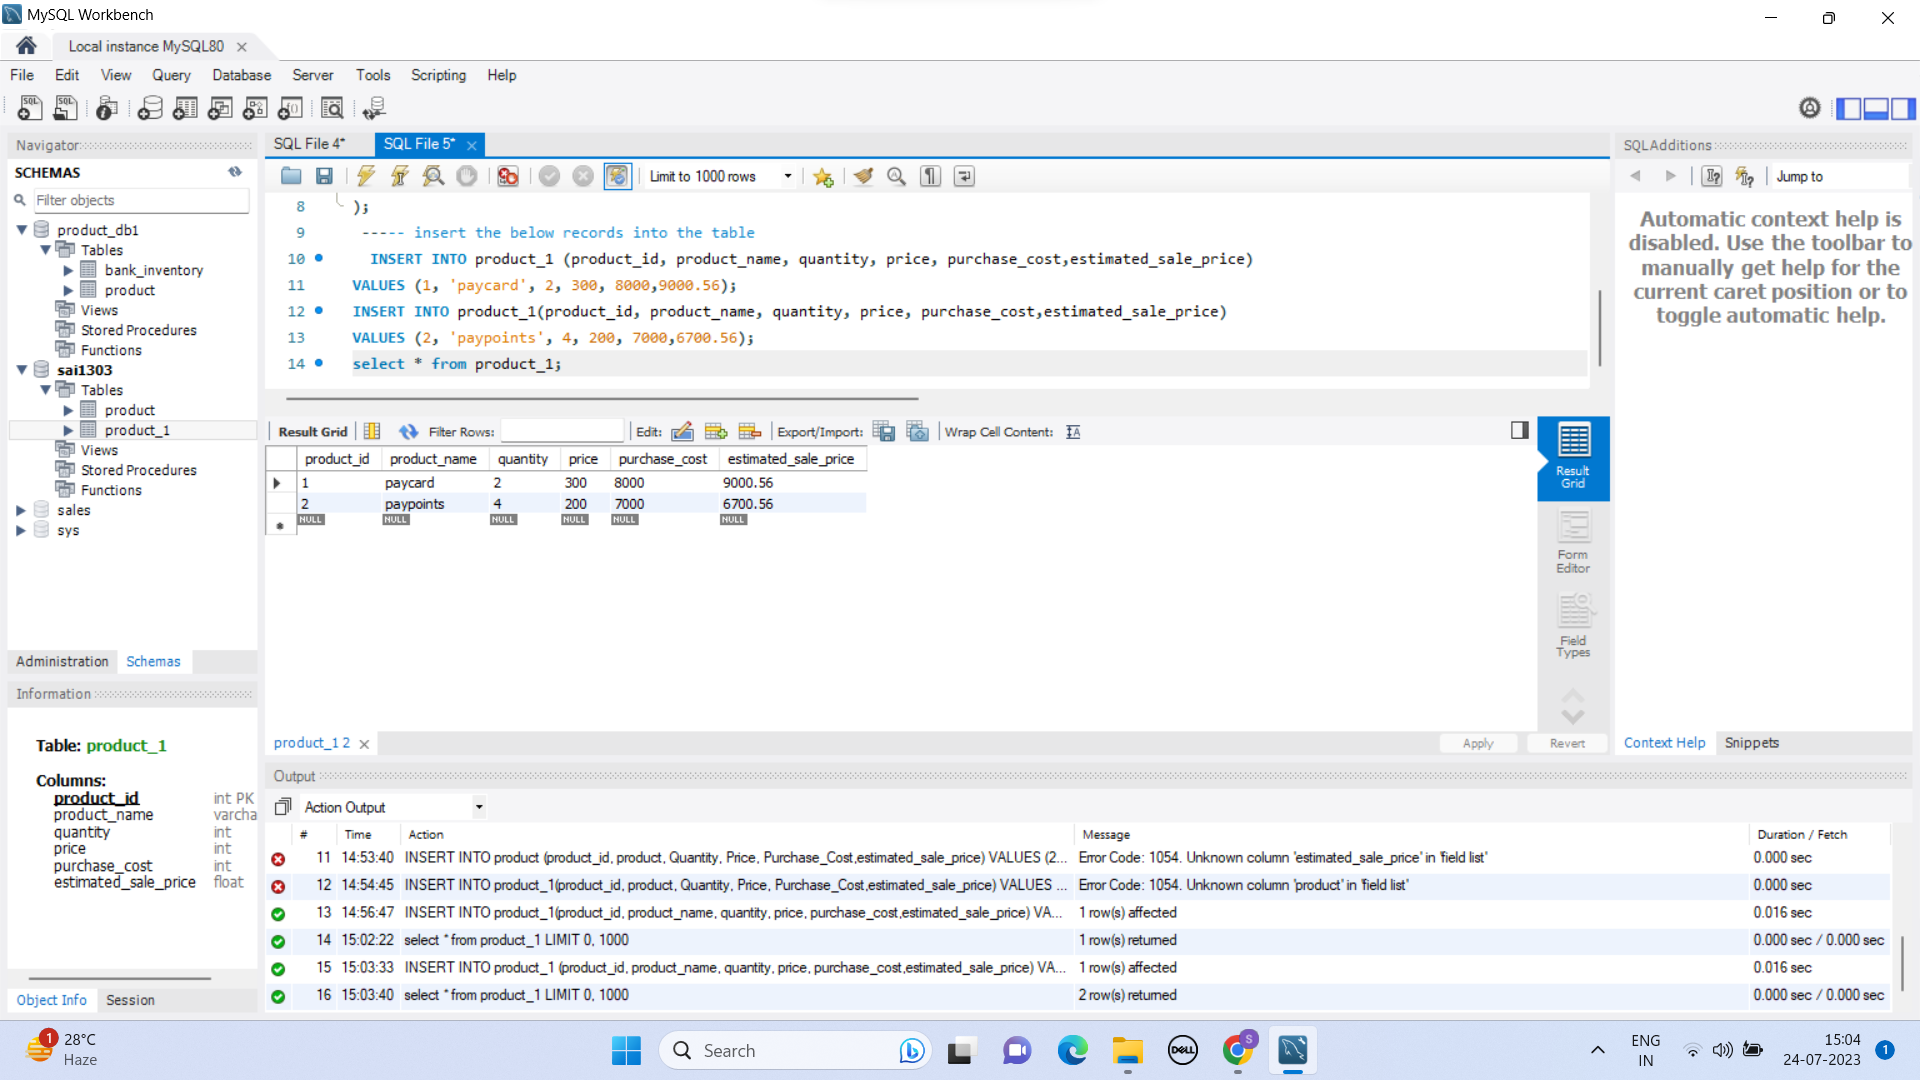 MySQL Workbench
Local instance MySQL80
File Edit View Query Database Server Tools Scripting Help
Navigator
SCHEMAS
Filter objects
product_db1
Tables
bank_inventory
product
Views
Stored Procedures
Functions
sai1303
Tables
product
product_1
Views
Stored Procedures
Functions
sales
sys
Administration Schemas
Information
Table: product_1
Columns:
product_id int PK
product_name varcha
quantity int
price int
purchase_cost int
estimated_sale_price float
Object Info Session
SQL File 4* SQL File 5*
Limit to 1000 rows
8 );
9 ----- insert the below records into the table
10 INSERT INTO product_1 (product_id, product_name, quantity, price, purchase_cost,estimated_sale_price)
11 VALUES (1, 'paycard', 2, 300, 8000,9000.56);
12 INSERT INTO product_1(product_id, product_name, quantity, price, purchase_cost,estimated_sale_price)
13 VALUES (2, 'paypoints', 4, 200, 7000,6700.56);
14 select * from product_1;
Result Grid Filter Rows: Edit: Export/Import: Wrap Cell Content:
product_id product_name quantity price purchase_cost estimated_sale_price
1 paycard 2 300 8000 9000.56
2 paypoints 4 200 7000 6700.56
NULL NULL NULL NULL NULL NULL
Result
Grid
Form
Editor
Field
Types
product_1 2
Apply Revert
SQLAdditions
Jump to
Automatic context help is
disabled. Use the toolbar to
manually get help for the
current caret position or to
toggle automatic help.
Context Help Snippets
Output
Action Output
# Time Action Message Duration / Fetch
11 14:53:40 INSERT INTO product (product_id, product, Quantity, Price, Purchase_Cost,estimated_sale_price) VALUES (2... Error Code: 1054. Unknown column 'estimated_sale_price' in 'field list' 0.000 sec
12 14:54:45 INSERT INTO product_1(product_id, product, Quantity, Price, Purchase_Cost,estimated_sale_price) VALUES ... Error Code: 1054. Unknown column 'product' in 'field list' 0.000 sec
13 14:56:47 INSERT INTO product_1(product_id, product_name, quantity, price, purchase_cost,estimated_sale_price) VA... 1 row(s) affected 0.016 sec
14 15:02:22 select * from product_1 LIMIT 0, 1000 1 row(s) returned 0.000 sec / 0.000 sec
15 15:03:33 INSERT INTO product_1 (product_id, product_name, quantity, price, purchase_cost,estimated_sale_price) VA... 1 row(s) affected 0.016 sec
16 15:03:40 select * from product_1 LIMIT 0, 1000 2 row(s) returned 0.000 sec / 0.000 sec
1
28°C
Haze
Search
DELL
S
ENG
IN
15:04
24-07-2023
1